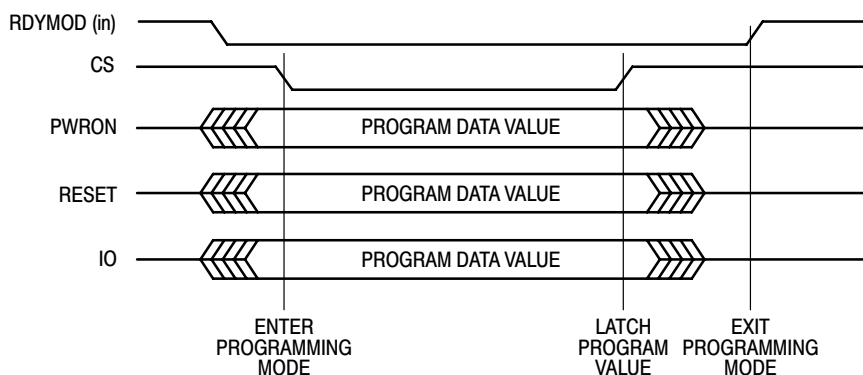 RDYMOD (in)
CS
PWRON PROGRAM DATA VALUE
RESET PROGRAM DATA VALUE
IO PROGRAM DATA VALUE
ENTER
PROGRAMMING
MODE
LATCH
PROGRAM
VALUE
EXIT
PROGRAMMING
MODE